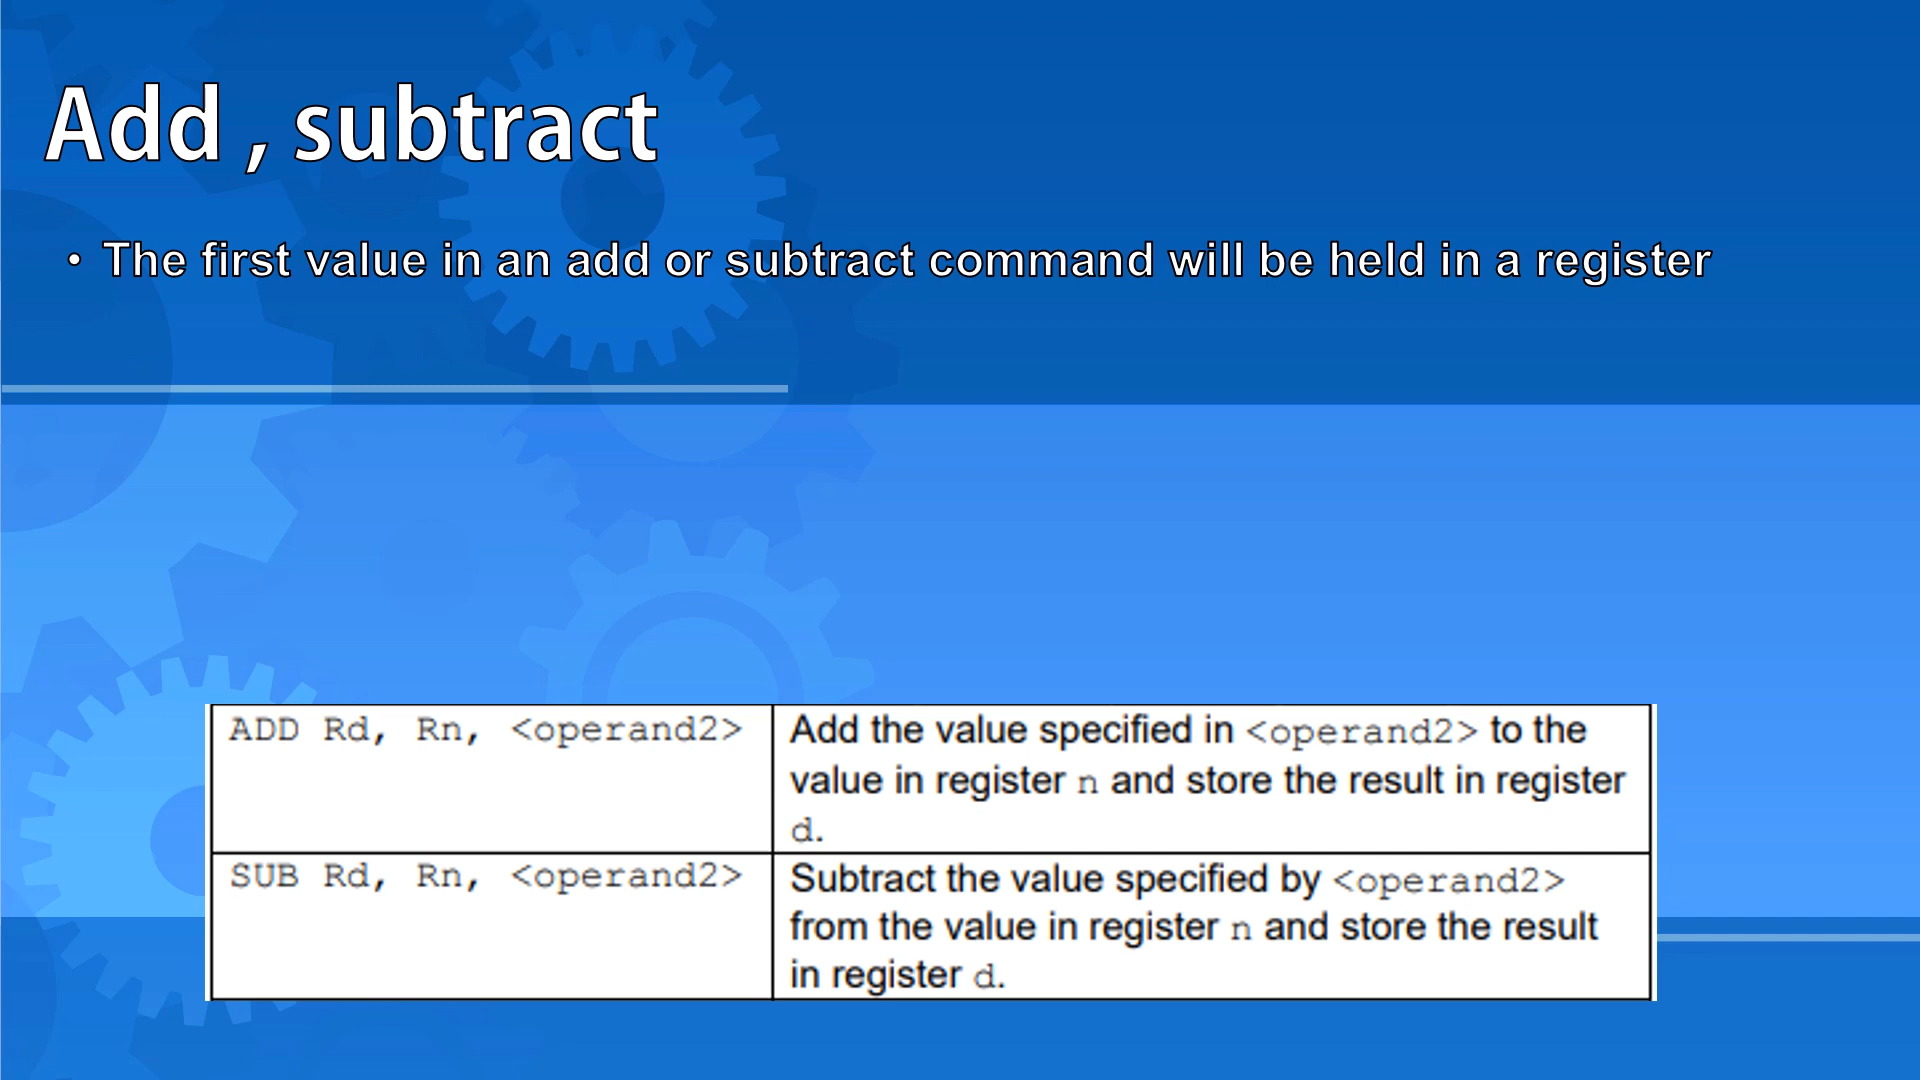 Add , subtract
• The first value in an add or subtract command will be held in a register
ADD Rd, Rn, <operand2>
Add the value specified in <operand2> to the
value in register n and store the result in register
d.
SUB Rd, Rn, <operand2>
Subtract the value specified by <operand2>
from the value in register n and store the result
in register d.